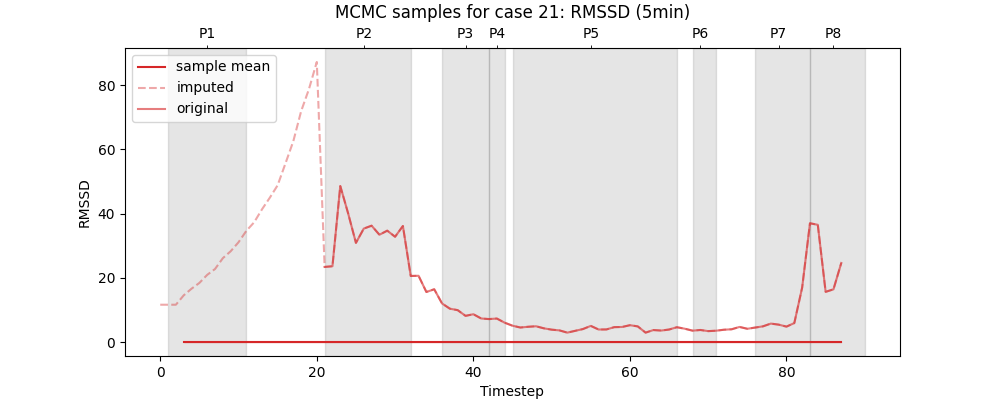 MCMC samples for case 21: RMSSD (5min)
P1 P2 P3 P4 P5 P6 P7 P8
sample mean
imputed
original
80
60
40
20
0
RMSSD
0 20 40 60 80
Timestep